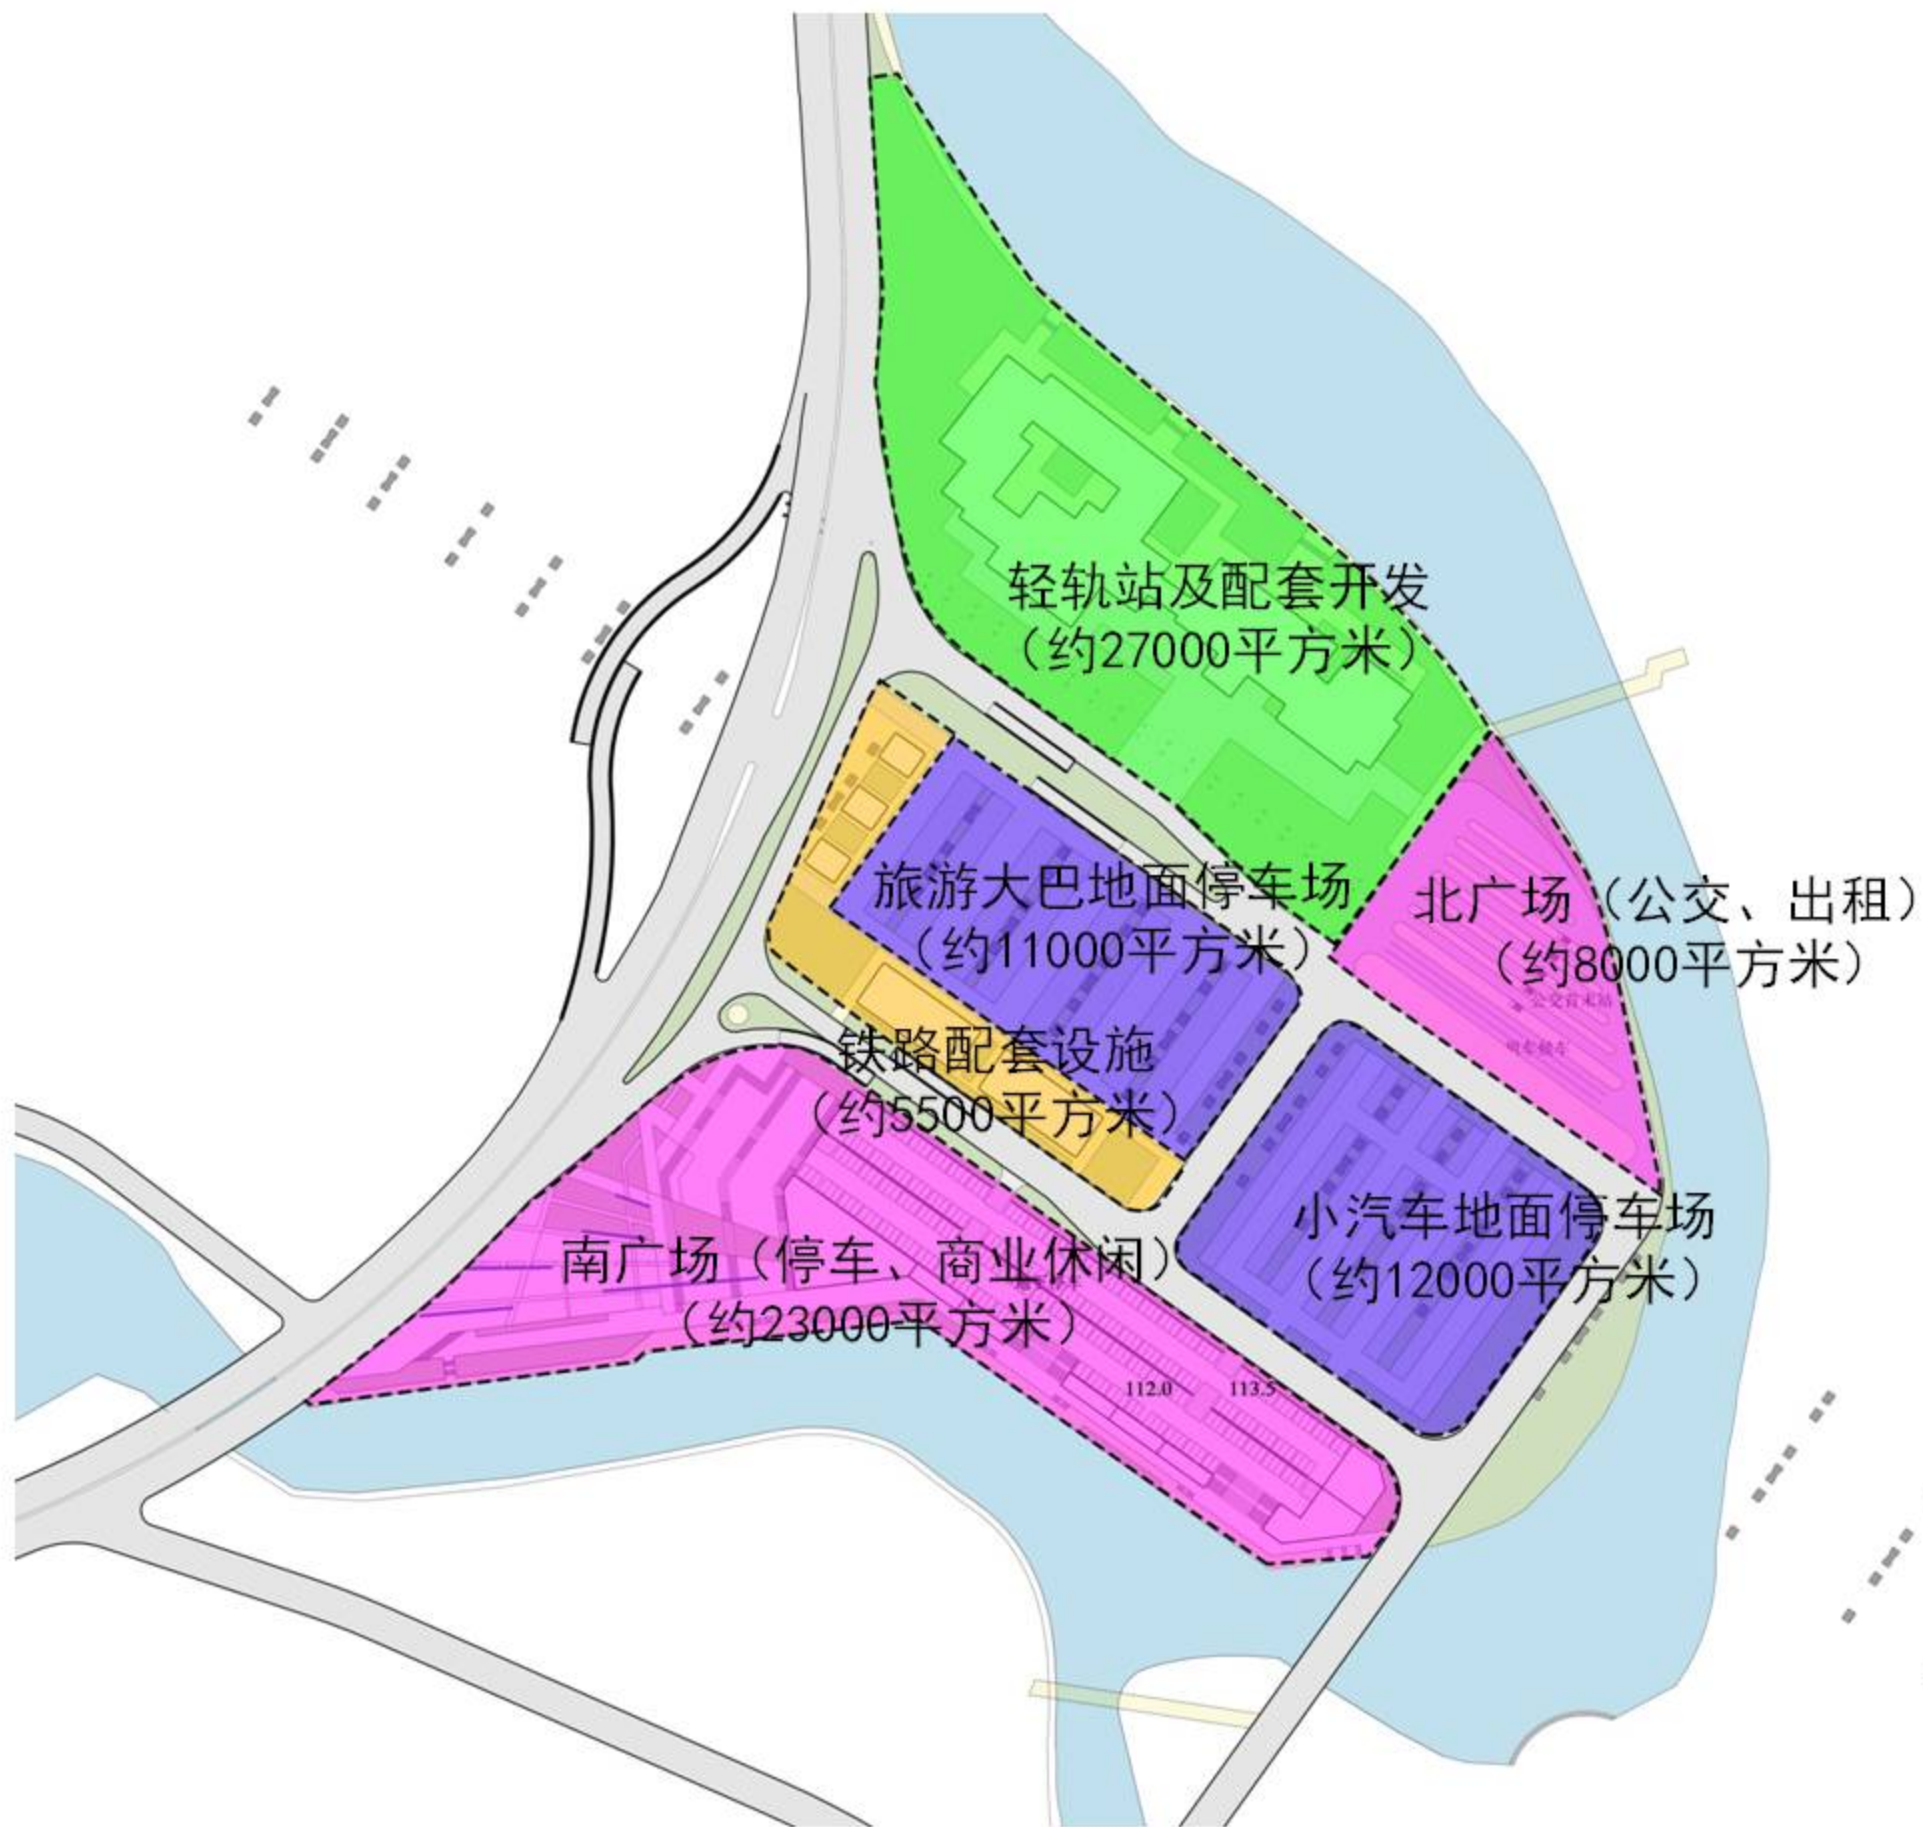 轻轨站及配套开发
（约27000平方米）
旅游大巴地面停车场
（约11000平方米）
北广场（公交、出租）
（约8000平方米）
公交首末站
铁路配套设施
（约5500平方米）
小汽车地面停车场
（约12000平方米）
南广场（停车、商业休闲）
（约23000平方米）
112.0
113.5